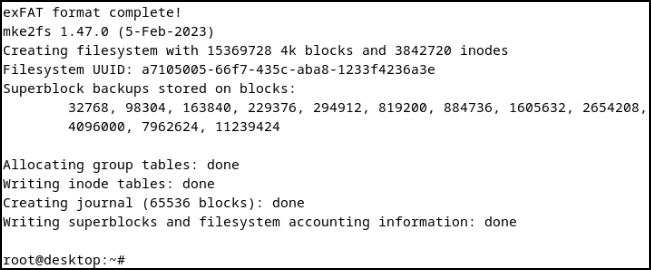 exFAT format complete!
mke2fs 1.47.0 (5-Feb-2023)
Creating filesystem with 15369728 4k blocks and 3842720 inodes
Filesystem UUID: a7105005-66f7-435c-aba8-1233f4236a3e
Superblock backups stored on blocks:
32768, 98304, 163840, 229376, 294912, 819200, 884736, 1605632, 2654208,
4096000, 7962624, 11239424
Allocating group tables: done
Writing inode tables: done
Creating journal (65536 blocks): done
Writing superblocks and filesystem accounting information: done
root@desktop:~#